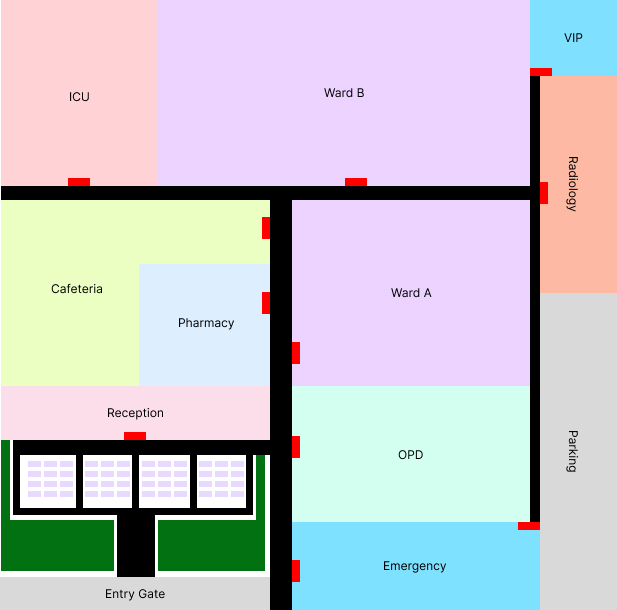 VIP
ICU
Ward B
Radiology
Cafeteria
Ward A
Pharmacy
Reception
OPD
Parking
Emergency
Entry Gate